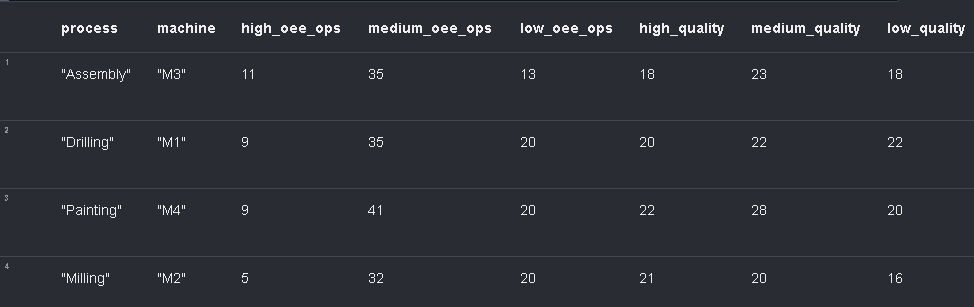 process machine high_oee_ops medium_oee_ops low_oee_ops high_quality medium_quality low_quality
1 "Assembly" "M3" 11 35 13 18 23 18
2 "Drilling" "M1" 9 35 20 20 22 22
3 "Painting" "M4" 9 41 20 22 28 20
4 "Milling" "M2" 5 32 20 21 20 16